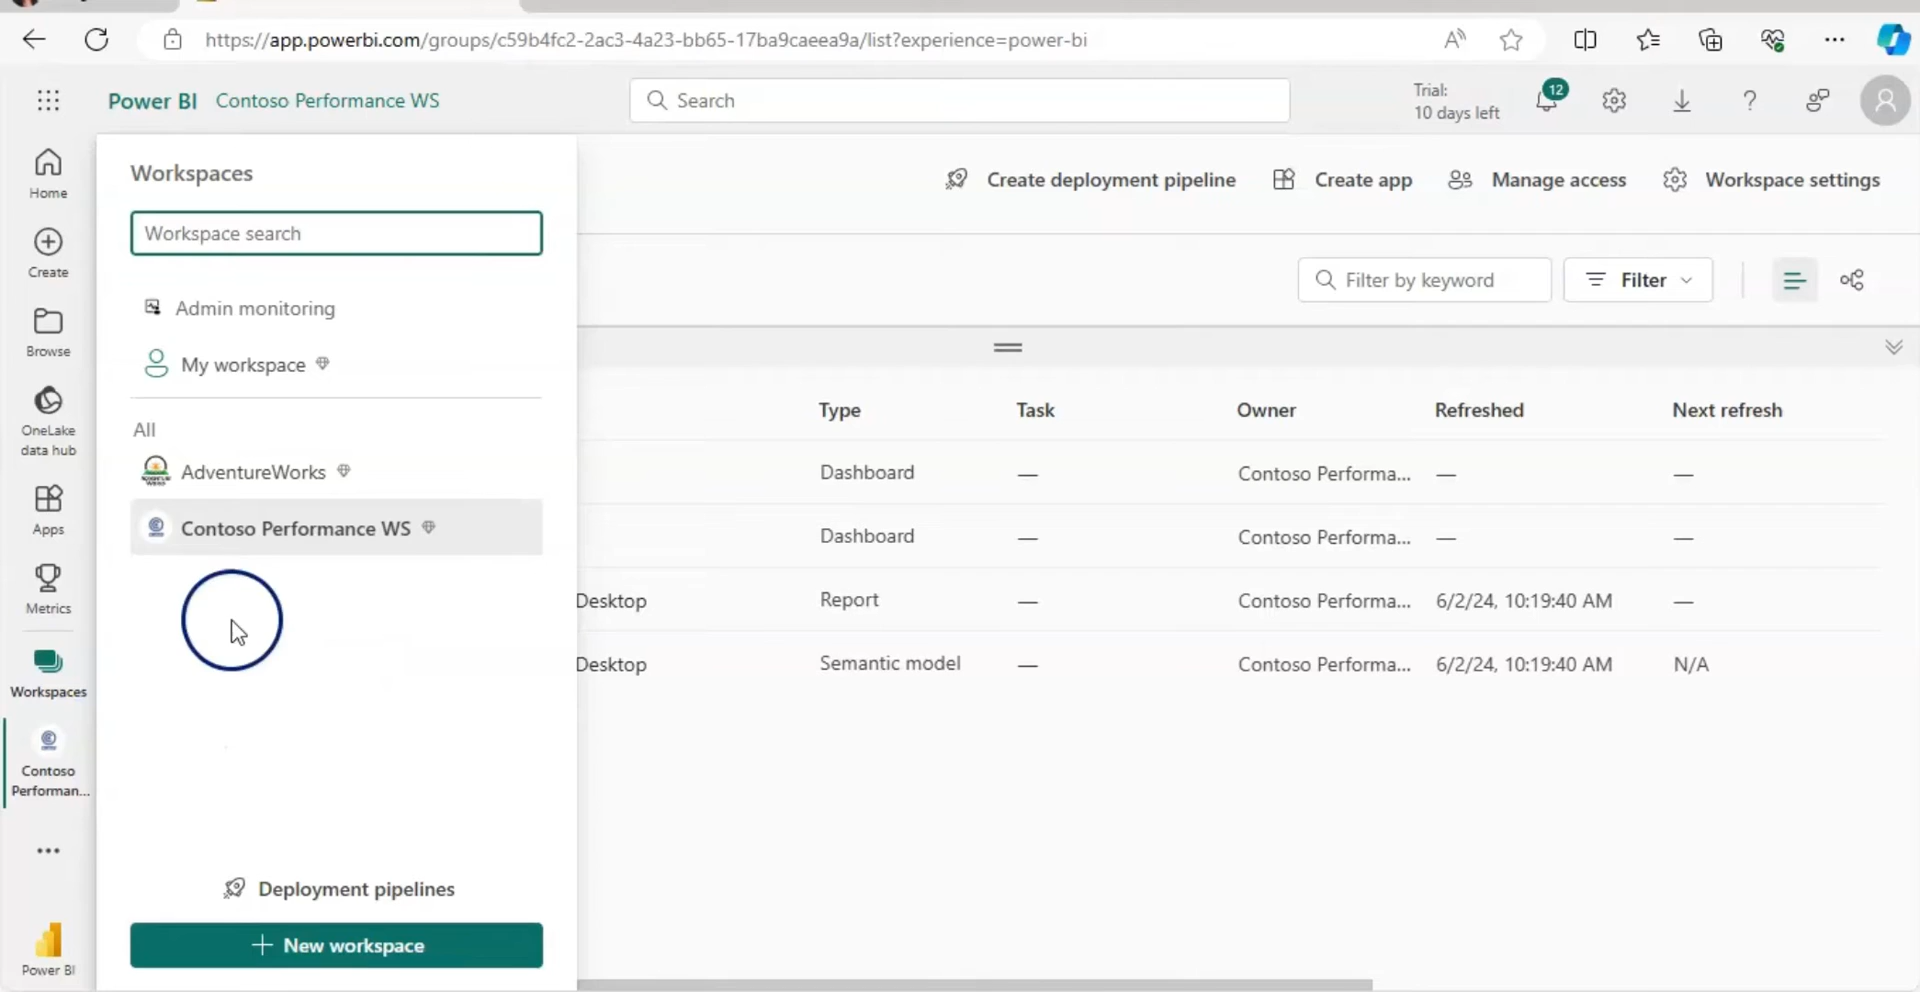 https://app.powerbi.com/groups/c59b4fc2-2ac3-4a23-bb65-17ba9caeea9a/list?experience=power-bi
Power BI Contoso Performance WS
Search
Trial:
10 days left
12
Home
Create
Browse
OneLake
data hub
Apps
Metrics
Workspaces
Contoso
Performan...
Power BI
Workspaces
Workspace search
Admin monitoring
My workspace
All
AdventureWorks
Contoso Performance WS
Deployment pipelines
+ New workspace
Create deployment pipeline Create app Manage access Workspace settings
Filter by keyword Filter
Type Task Owner Refreshed Next refresh
Dashboard — Contoso Performa... — —
Dashboard — Contoso Performa... — —
Desktop Report — Contoso Performa... 6/2/24, 10:19:40 AM —
Desktop Semantic model — Contoso Performa... 6/2/24, 10:19:40 AM N/A